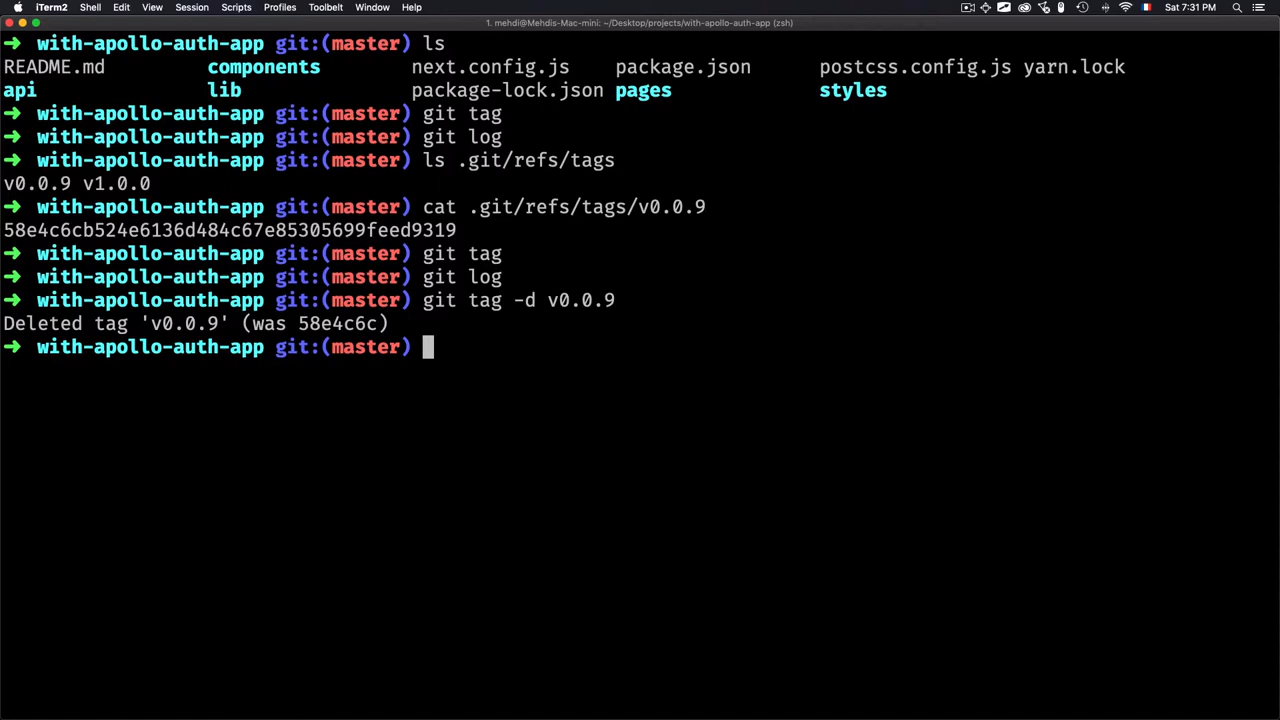 iTerm2 Shell Edit View Session Scripts Profiles Toolbelt Window Help Sat 7:31 PM
1. mehdi@Mehdis-Mac-mini: ~/Desktop/projects/with-apollo-auth-app (zsh)
➜ with-apollo-auth-app git:(master) ls
README.md components next.config.js package.json postcss.config.js yarn.lock
api lib package-lock.json pages styles
➜ with-apollo-auth-app git:(master) git tag
➜ with-apollo-auth-app git:(master) git log
➜ with-apollo-auth-app git:(master) ls .git/refs/tags
v0.0.9 v1.0.0
➜ with-apollo-auth-app git:(master) cat .git/refs/tags/v0.0.9
58e4c6cb524e6136d484c67e85305699feed9319
➜ with-apollo-auth-app git:(master) git tag
➜ with-apollo-auth-app git:(master) git log
➜ with-apollo-auth-app git:(master) git tag -d v0.0.9
Deleted tag 'v0.0.9' (was 58e4c6c)
➜ with-apollo-auth-app git:(master)